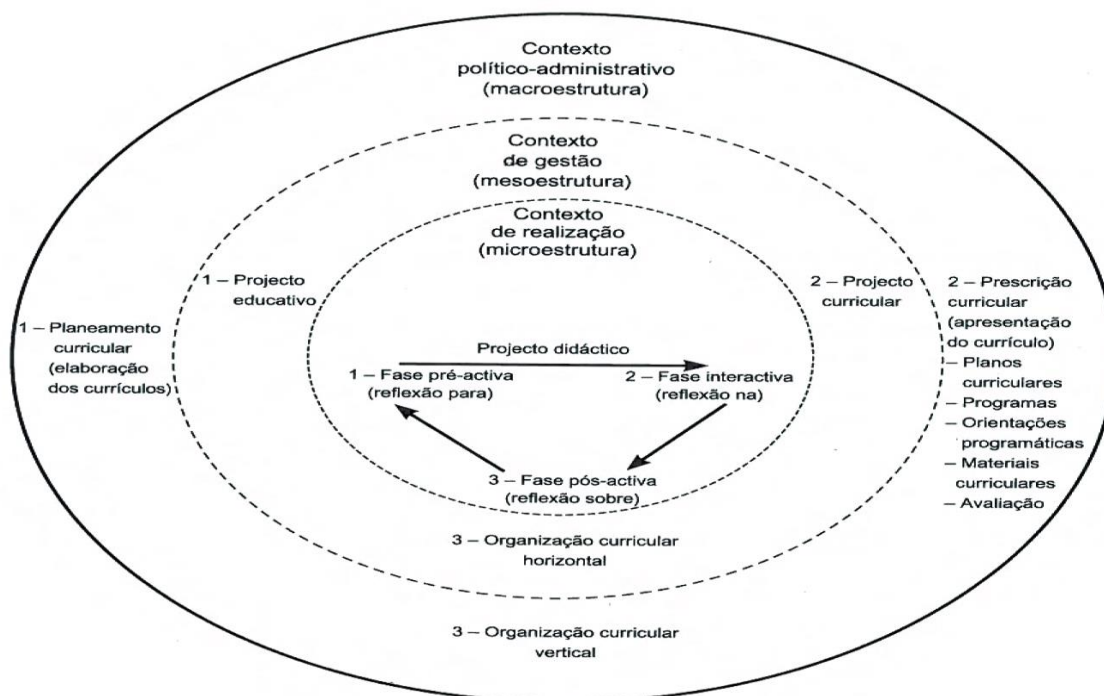 Contexto
político-administrativo
(macroestrutura)
Contexto
de gestão
(mesoestrutura)
Contexto
de realização
(microestrutura)
1 – Projecto
educativo
2 – Projecto
curricular
1 – Planeamento
curricular
(elaboração
dos currículos)
2 – Prescrição
curricular
(apresentação
do currículo)
– Planos
curriculares
– Programas
– Orientações
programáticas
– Materiais
curriculares
– Avaliação
Projecto didáctico
1 – Fase pré-activa
(reflexão para)
2 – Fase interactiva
(reflexão na)
3 – Fase pós-activa
(reflexão sobre)
3 – Organização curricular
horizontal
3 – Organização curricular
vertical